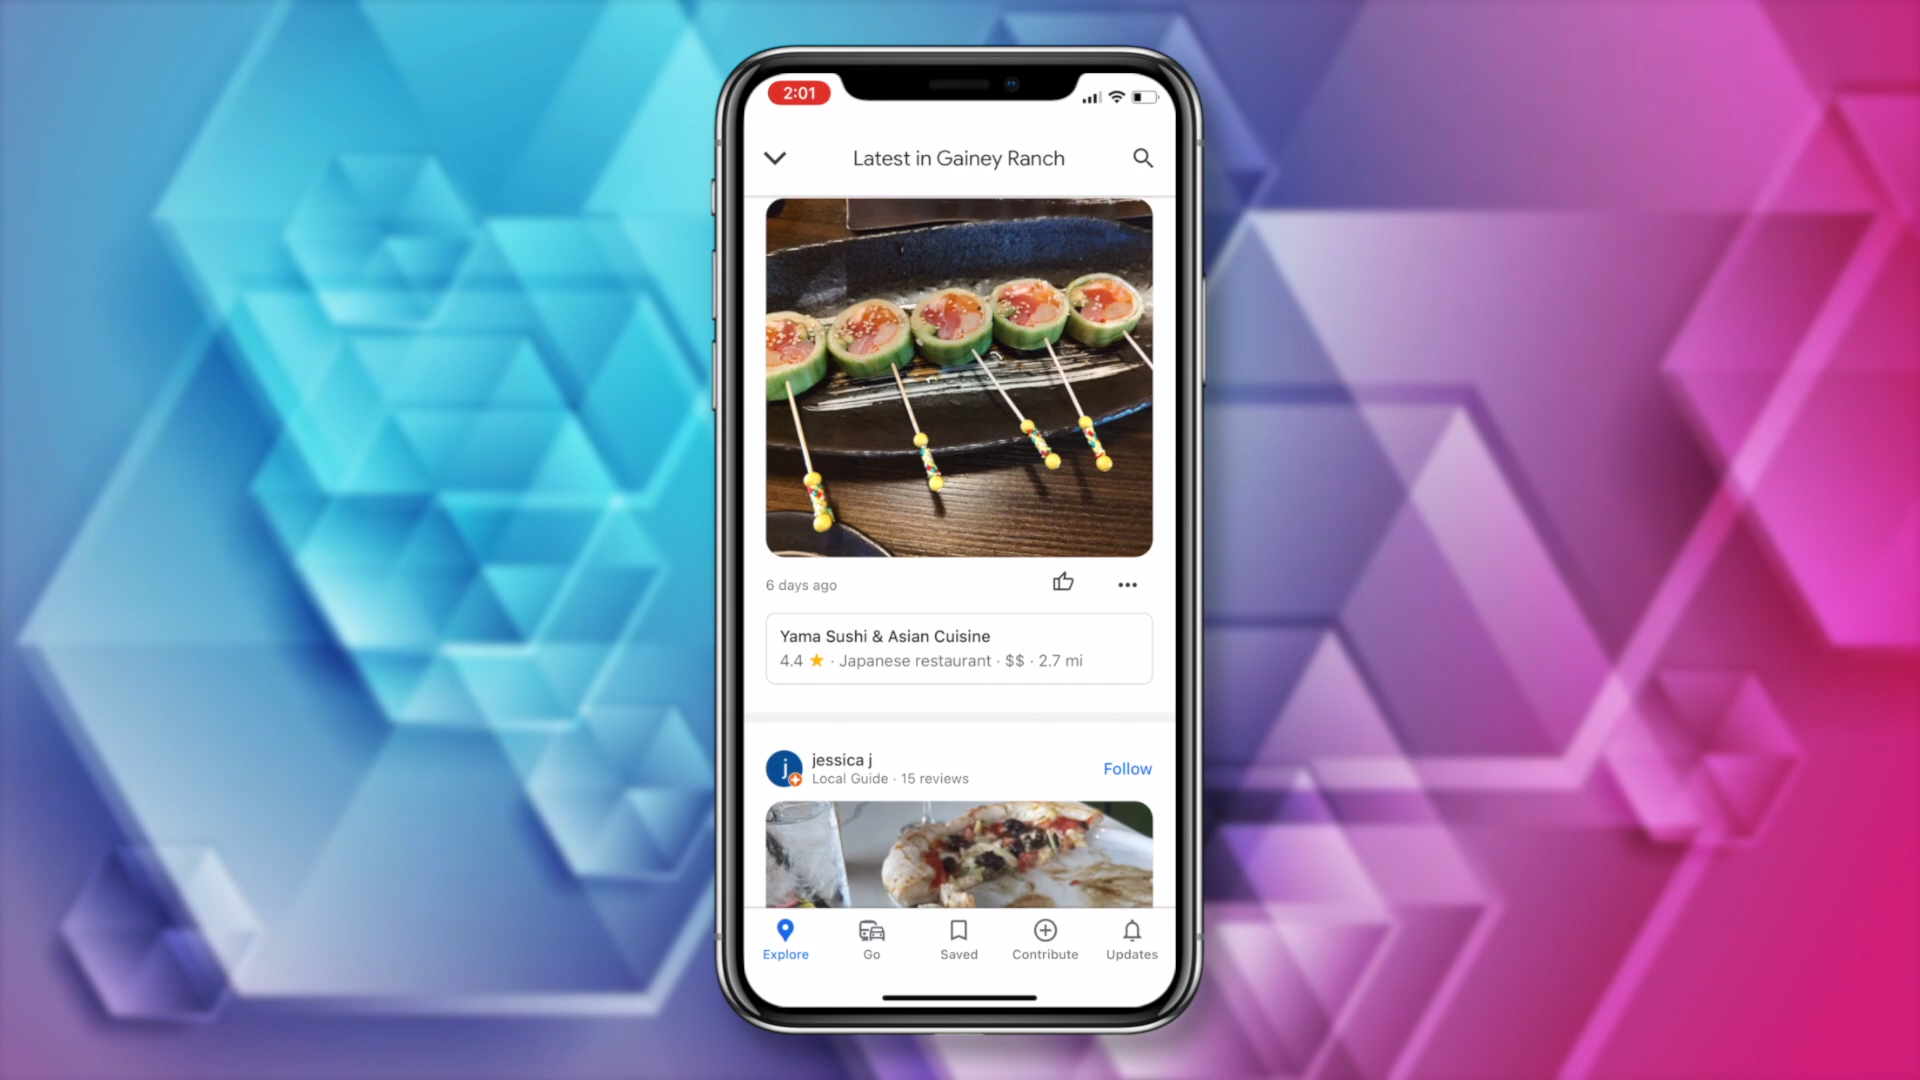 2:01
Latest in Gainey Ranch
6 days ago
Yama Sushi & Asian Cuisine
4.4 ★ · Japanese restaurant · $$ · 2.7 mi
j
jessica j
Local Guide · 15 reviews
Follow
Explore
Go
Saved
Contribute
Updates